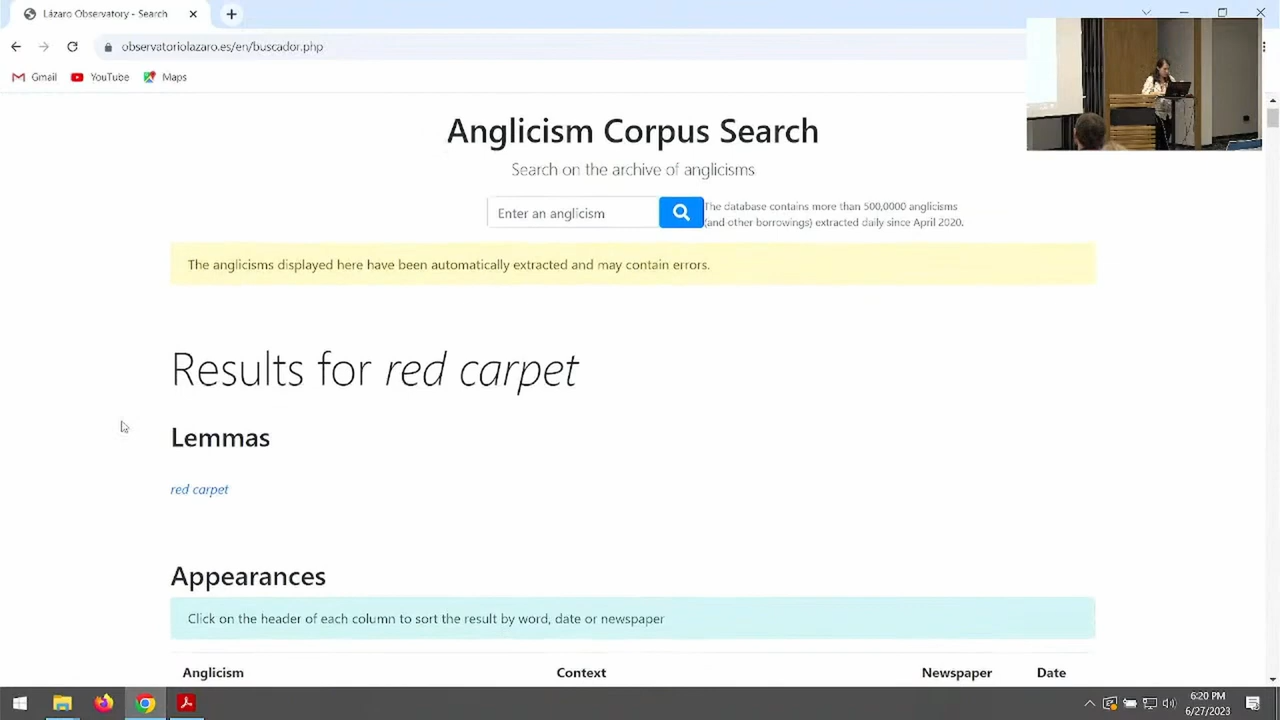 Lázaro Observatory - Search
observatoriolazaro.es/en/buscador.php
Gmail YouTube Maps
Anglicism Corpus Search
Search on the archive of anglicisms
Enter an anglicism
The database contains more than 500,0000 anglicisms
(and other borrowings) extracted daily since April 2020.
The anglicisms displayed here have been automatically extracted and may contain errors.
Results for red carpet
Lemmas
red carpet
Appearances
Click on the header of each column to sort the result by word, date or newspaper
Anglicism Context Newspaper Date
6:20 PM
6/27/2023